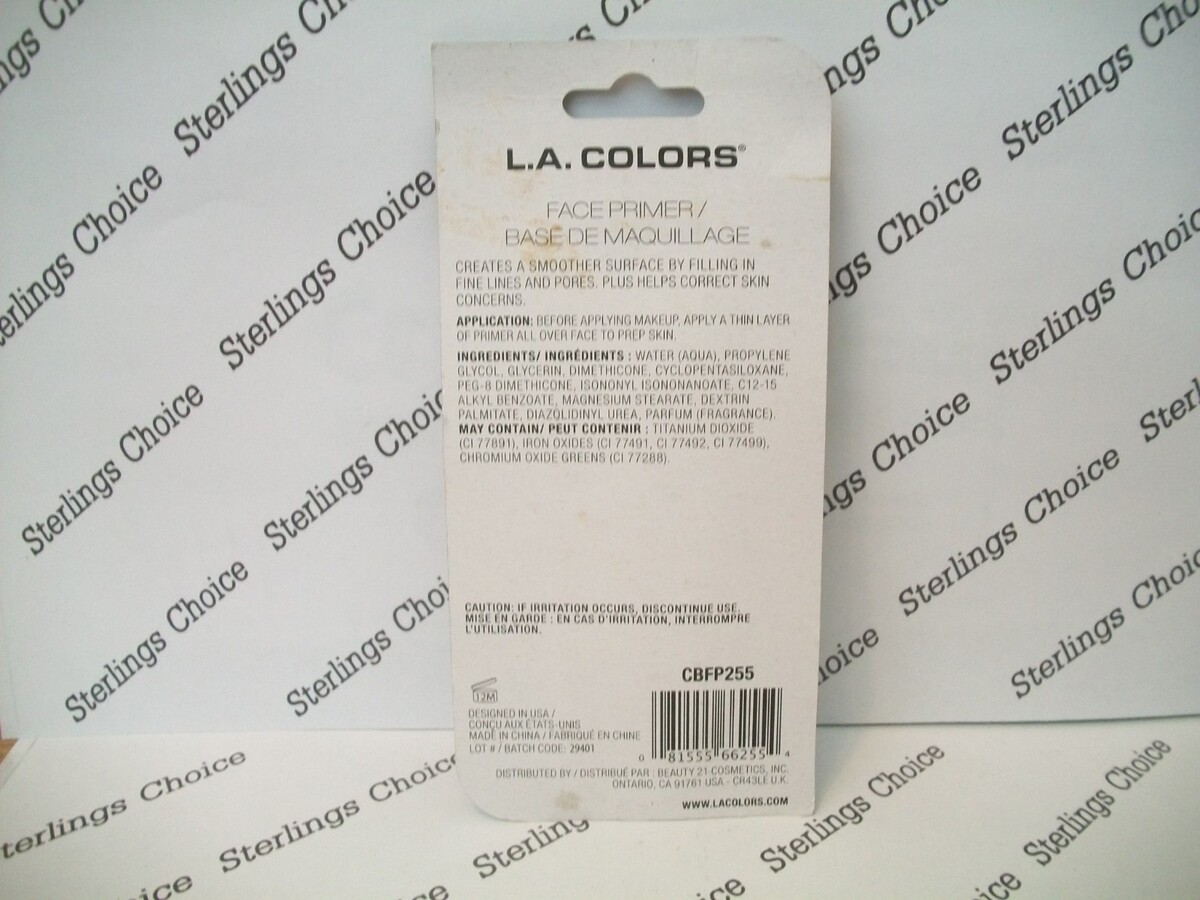 L.A. COLORS®
FACE PRIMER /
BASE DE MAQUILLAGE
CREATES A SMOOTHER SURFACE BY FILLING IN
FINE LINES AND PORES. PLUS HELPS CORRECT SKIN
CONCERNS.
APPLICATION: BEFORE APPLYING MAKEUP, APPLY A THIN LAYER
OF PRIMER ALL OVER FACE TO PREP SKIN.
INGREDIENTS/ INGRÉDIENTS : WATER (AQUA), PROPYLENE
GLYCOL, GLYCERIN, DIMETHICONE, CYCLOPENTASILOXANE,
PEG-8 DIMETHICONE, ISONONYL ISONONANOATE, C12-15
ALKYL BENZOATE, MAGNESIUM STEARATE, DEXTRIN
PALMITATE, DIAZOLIDINYL UREA, PARFUM (FRAGRANCE).
MAY CONTAIN/ PEUT CONTENIR : TITANIUM DIOXIDE
(CI 77891), IRON OXIDES (CI 77491, CI 77492, CI 77499),
CHROMIUM OXIDE GREENS (CI 77288).
CAUTION: IF IRRITATION OCCURS, DISCONTINUE USE.
MISE EN GARDE : EN CAS D'IRRITATION, INTERROMPRE
L'UTILISATION.
CBFP255
12M
DESIGNED IN USA /
CONÇU AUX ÉTATS-UNIS
MADE IN CHINA / FABRIQUÉ EN CHINE
LOT # / BATCH CODE: 29401
0 81555 66255 4
DISTRIBUTED BY / DISTRIBUÉ PAR : BEAUTY 21 COSMETICS, INC.
ONTARIO, CA 91761 USA - CR43LE U.K.
WWW.LACOLORS.COM
Sterlings Choice
Sterlings Choice
Sterlings Choice
Sterlings Choice
Sterlings Choice
Sterlings Choice
Sterlings Choice
Sterlings Choice
Sterlings Choice
Sterlings Choice
Sterlings Choice
Sterlings Choice